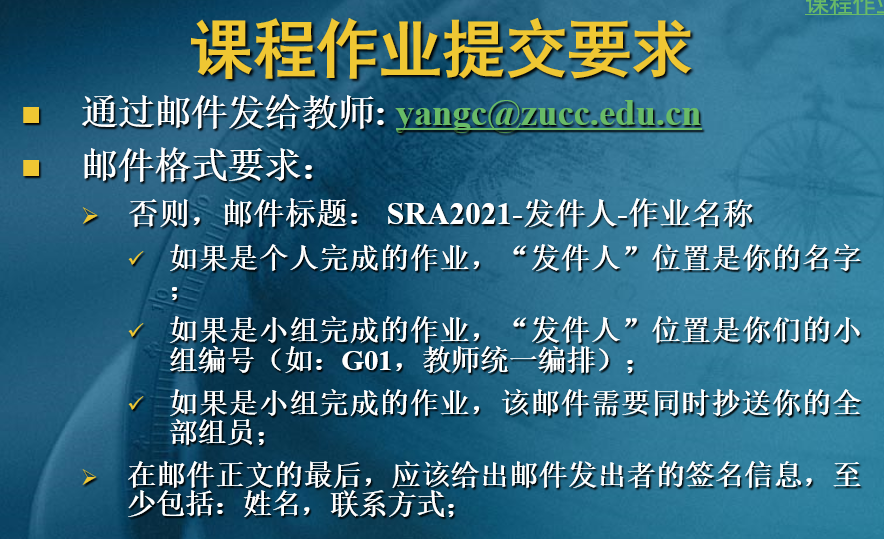 课程作业
课程作业提交要求
通过邮件发给教师: yangc@zucc.edu.cn
邮件格式要求：
否则，邮件标题： SRA2021-发件人-作业名称
如果是个人完成的作业，“发件人”位置是你的名字
；
如果是小组完成的作业，“发件人”位置是你们的小
组编号（如：G01，教师统一编排）；
如果是小组完成的作业，该邮件需要同时抄送你的全
部组员；
在邮件正文的最后，应该给出邮件发出者的签名信息，至
少包括：姓名，联系方式；